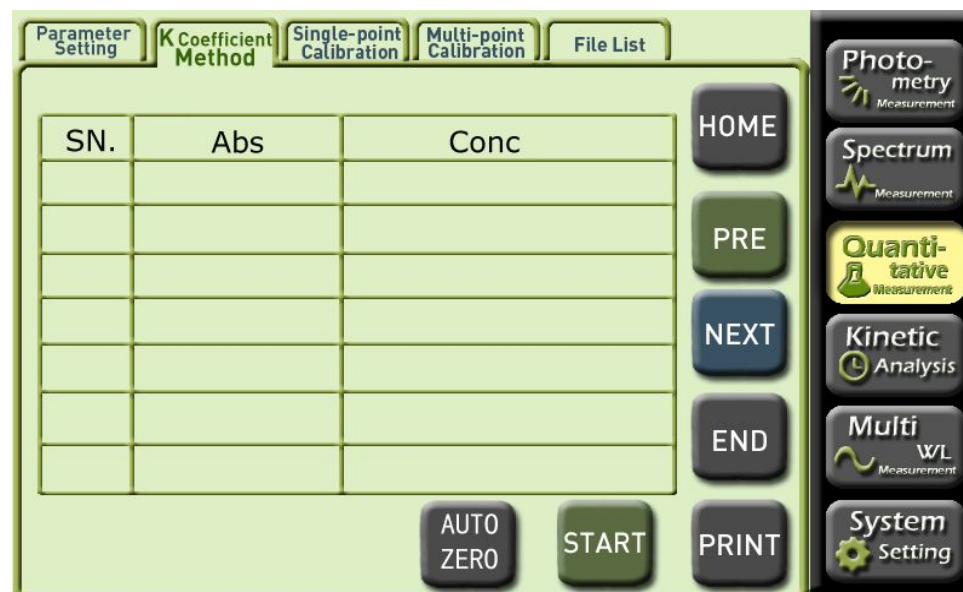 Parameter
Setting
K Coefficient
Method
Single-point
Calibration
Multi-point
Calibration
File List
SN. Abs Conc
HOME
PRE
NEXT
END
AUTO
ZERO
START
PRINT
Photo-
metry
Measurement
Spectrum
Measurement
Quanti-
tative
Measurement
Kinetic
Analysis
Multi
WL
Measurement
System
Setting